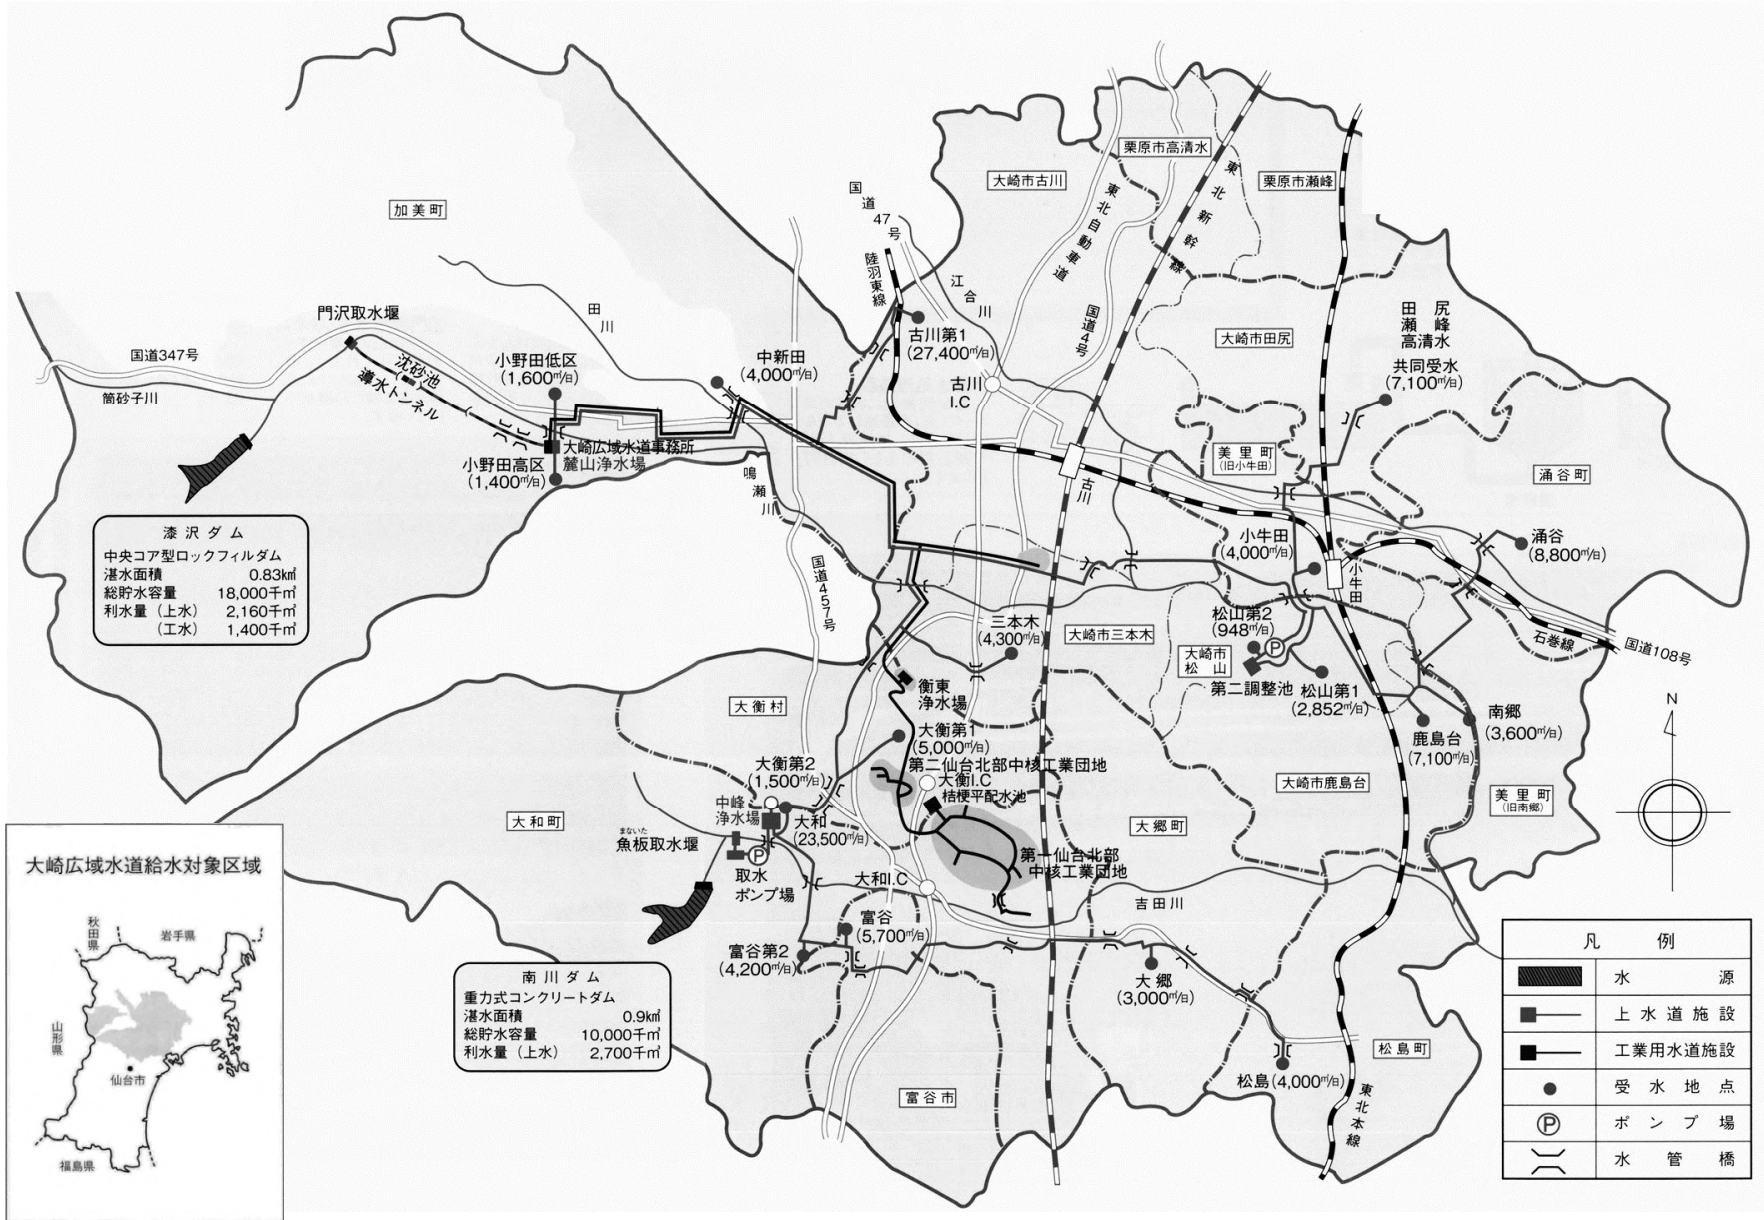 加美町
国道347号
筒砂子川
門沢取水堰
沈砂池
導水トンネル
小野田低区
(1,600㎥/日)
大崎広域水道事務所
麓山浄水場
小野田高区
(1,400㎥/日)
田川
中新田
(4,000㎥/日)
鳴瀬川
国道457号
漆沢ダム
中央コア型ロックフィルダム
湛水面積 0.83㎢
総貯水容量 18,000千㎥
利水量(上水) 2,160千㎥
(工水) 1,400千㎥
国道47号
陸羽東線
江合川
古川第1
(27,400㎥/日)
古川
I.C
大崎市古川
栗原市高清水
栗原市瀬峰
東北自動車道
東北新幹線
国道4号
大崎市田尻
田尻
瀬峰
高清水
共同受水
(7,100㎥/日)
美里町
(旧小牛田)
涌谷町
古川
小牛田
(4,000㎥/日)
小牛田
涌谷
(8,800㎥/日)
石巻線
国道108号
三本木
(4,300㎥/日)
大崎市三本木
松山第2
(948㎥/日)
大崎市
松山
第二調整池
松山第1
(2,852㎥/日)
P
鹿島台
(7,100㎥/日)
南郷
(3,600㎥/日)
大崎市鹿島台
美里町
(旧南郷)
衡東
浄水場
大衡村
大衡第1
(5,000㎥/日)
第二仙台北部中核工業団地
大衡I.C
桔梗平配水池
大衡第2
(1,500㎥/日)
中峰
浄水場
大和
(23,500㎥/日)
大和町
まないた
魚板取水堰
P
取水
ポンプ場
大和I.C
第一仙台北部
中核工業団地
大郷町
吉田川
富谷
(5,700㎥/日)
富谷第2
(4,200㎥/日)
大郷
(3,000㎥/日)
松島町
松島(4,000㎥/日)
富谷市
東北本線
南川ダム
重力式コンクリートダム
湛水面積 0.9㎢
総貯水容量 10,000千㎥
利水量(上水) 2,700千㎥
大崎広域水道給水対象区域
秋田県
岩手県
山形県
仙台市
福島県
N
凡例
水源
上水道施設
工業用水道施設
受水地点
P ポンプ場
水管橋